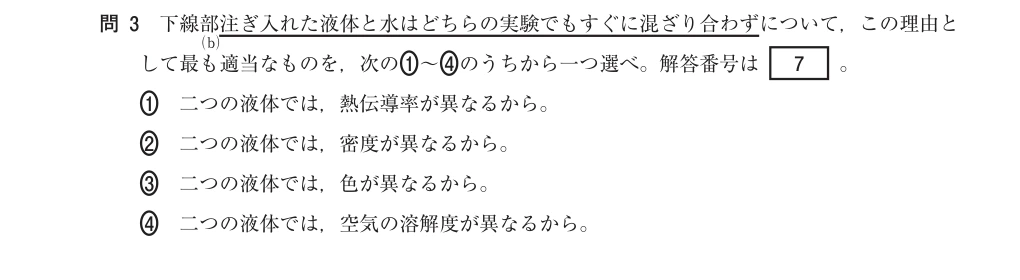 問 3 下線部注ぎ入れた液体と水はどちらの実験でもすぐに混ざり合わずについて，この理由と
(b)
して最も適当なものを，次の①～④のうちから一つ選べ。解答番号は 7 。
① 二つの液体では，熱伝導率が異なるから。
② 二つの液体では，密度が異なるから。
③ 二つの液体では，色が異なるから。
④ 二つの液体では，空気の溶解度が異なるから。